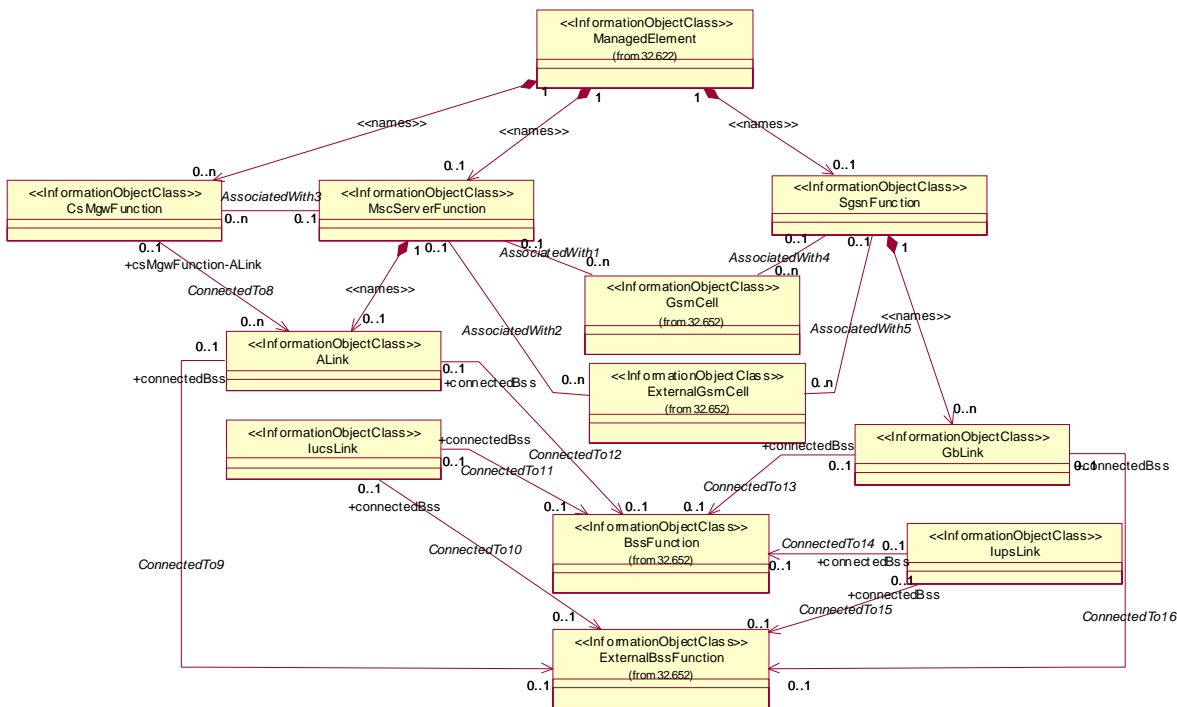 <<InformationObjectClass>>
ManagedElement
(from 32.622)
1
1
1
<<names>>
<<names>>
<<names>>
0..n
0..1
0..1
<<InformationObjectClass>>
CsMgwFunction
AssociatedWith3
0..n
0..1
<<InformationObjectClass>>
MscServerFunction
<<InformationObjectClass>>
SgsnFunction
0..1
+csMgwFunction-ALink
ConnectedTo8
0..n
1
0..1
0..1
AssociatedWith1
0..n
0..1
0..1
1
AssociatedWith4
0..n
<<names>>
0..1
<<InformationObjectClass>>
GsmCell
(from 32.652)
<<names>>
AssociatedWith2
0..n
AssociatedWith5
0..n
<<InformationObjectClass>>
ExternalGsmCell
(from 32.652)
0..n
0..1
+connectedBss
<<InformationObjectClass>>
ALink
0..1
+connectedBss
<<InformationObjectClass>>
IucsLink
+connectedBss
0..1
ConnectedTo11
ConnectedTo12
0..1
+connectedBss
+connectedBss
0..1
ConnectedTo13
<<InformationObjectClass>>
GbLink
0..1
+connectedBss
0..1
0..1
0..1
<<InformationObjectClass>>
BssFunction
(from 32.652)
ConnectedTo14
0..1
+connectedBss
0..1
<<InformationObjectClass>>
IupsLink
ConnectedTo9
ConnectedTo10
0..1
0..1
+connectedBss
ConnectedTo15
0..1
ConnectedTo16
<<InformationObjectClass>>
ExternalBssFunction
(from 32.652)
0..1
0..1